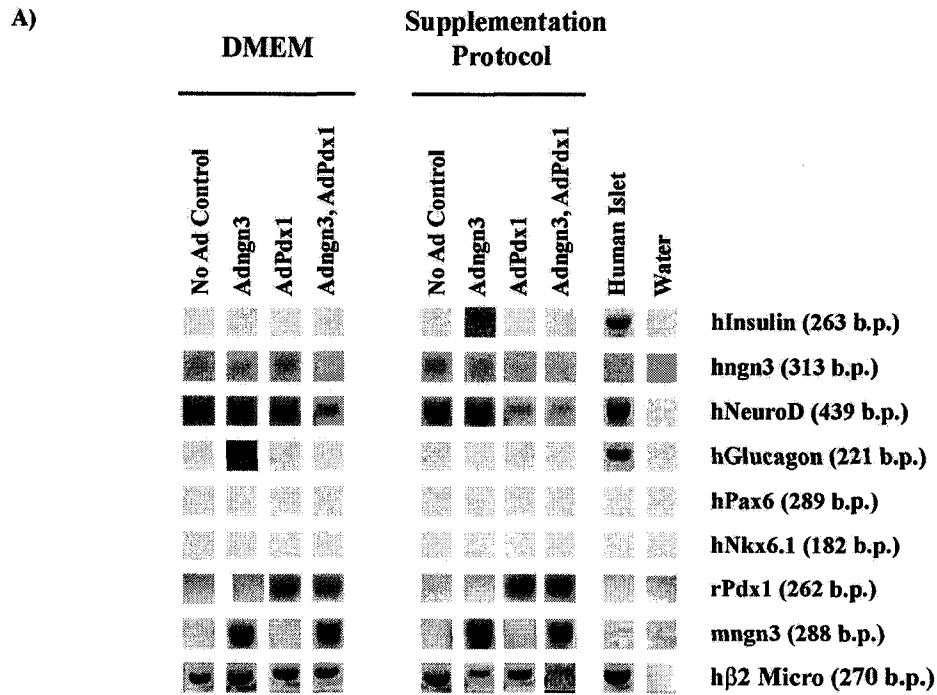 A)
DMEM
Supplementation
Protocol
No Ad Control
Adngn3
AdPdx1
Adngn3, AdPdx1
No Ad Control
Adngn3
AdPdx1
Adngn3, AdPdx1
Human Islet
Water
hInsulin (263 b.p.)
hngn3 (313 b.p.)
hNeuroD (439 b.p.)
hGlucagon (221 b.p.)
hPax6 (289 b.p.)
hNkx6.1 (182 b.p.)
rPdx1 (262 b.p.)
mngn3 (288 b.p.)
hβ2 Micro (270 b.p.)